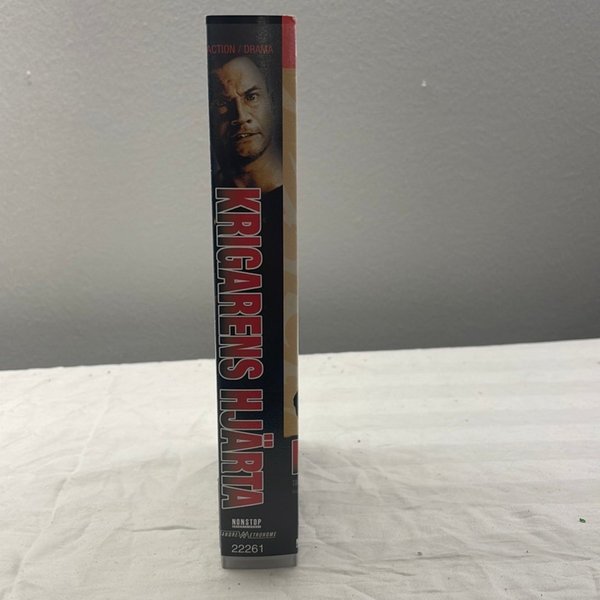 ACTION / DRAMA
KRIGARENS HJÄRTA
NONSTOP
22261